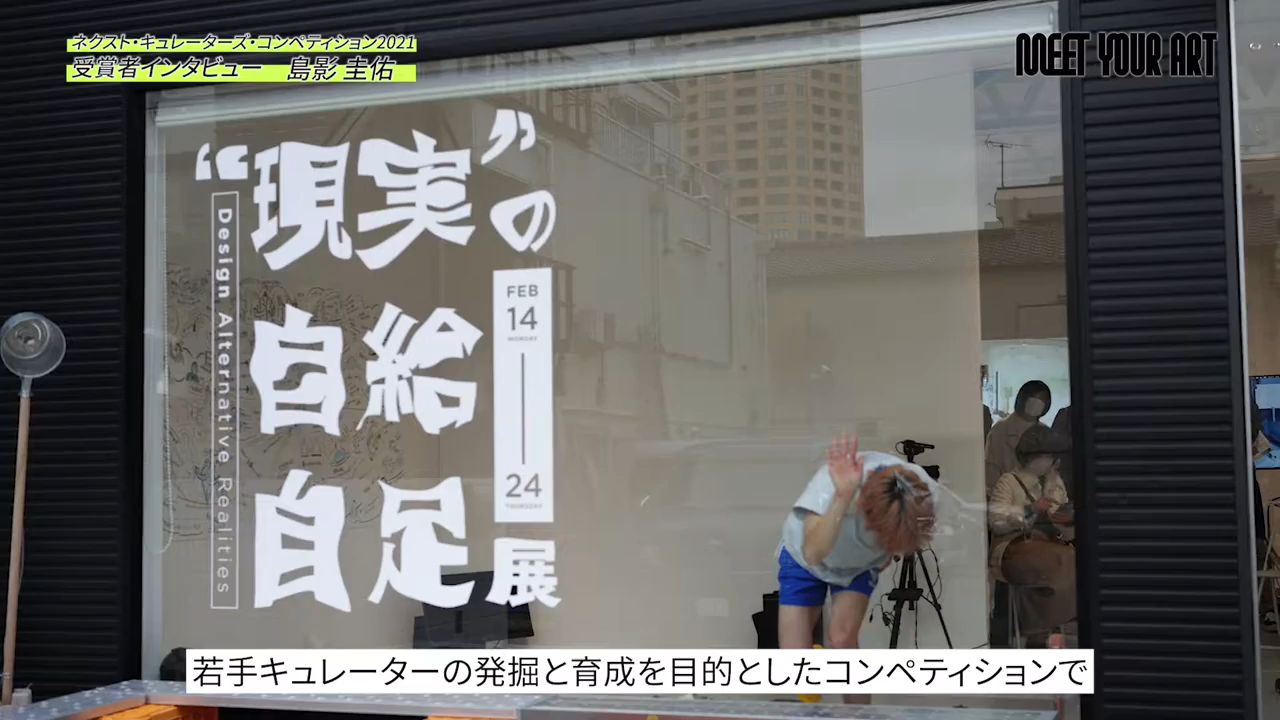 ネクスト・キュレーターズ・コンペティション2021
受賞者インタビュー 島影 圭佑
MEET YOUR ART
“現実”の
自給
自足
展
Design Alternative Realities
FEB
14
MONDAY
24
THURSDAY
若手キュレーターの発掘と育成を目的としたコンペティションで